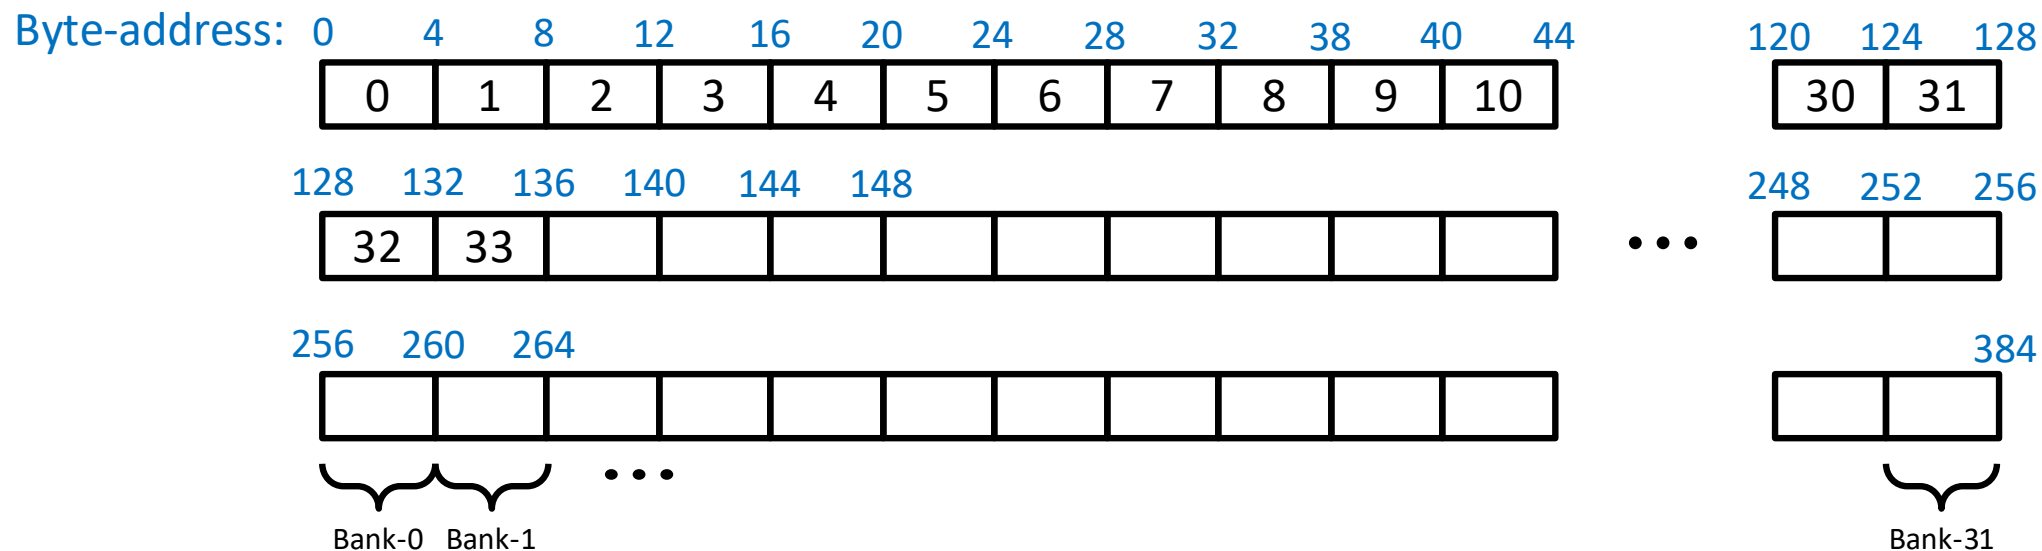 Byte-address: 0 4 8 12 16 20 24 28 32 38 40 44 120 124 128
0 1 2 3 4 5 6 7 8 9 10 30 31
128 132 136 140 144 148 248 252 256
32 33 •••
256 260 264 384
•••
Bank-0 Bank-1 Bank-31